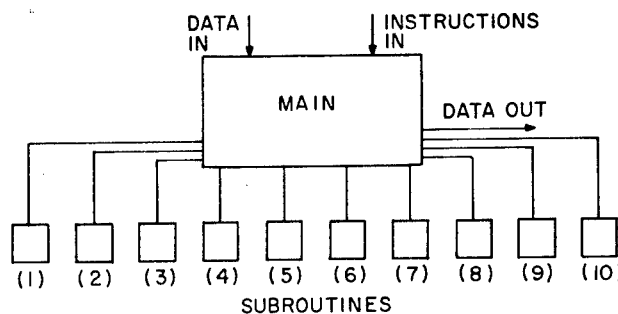 DATA
IN
INSTRUCTIONS
IN
MAIN
DATA OUT
(1) (2) (3) (4) (5) (6) (7) (8) (9) (10)
SUBROUTINES